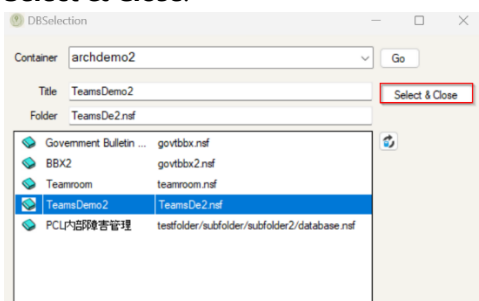 Select & Close.
DBSelection
Container archdemo2 Go
Title TeamsDemo2 Select & Close
Folder TeamsDe2.nsf
Government Bulletin ... govtbbx.nsf
BBX2 govtbbx2.nsf
Teamroom teamroom.nsf
TeamsDemo2 TeamsDe2.nsf
PCL内部障害管理 testfolder/subfolder/subfolder2/database.nsf